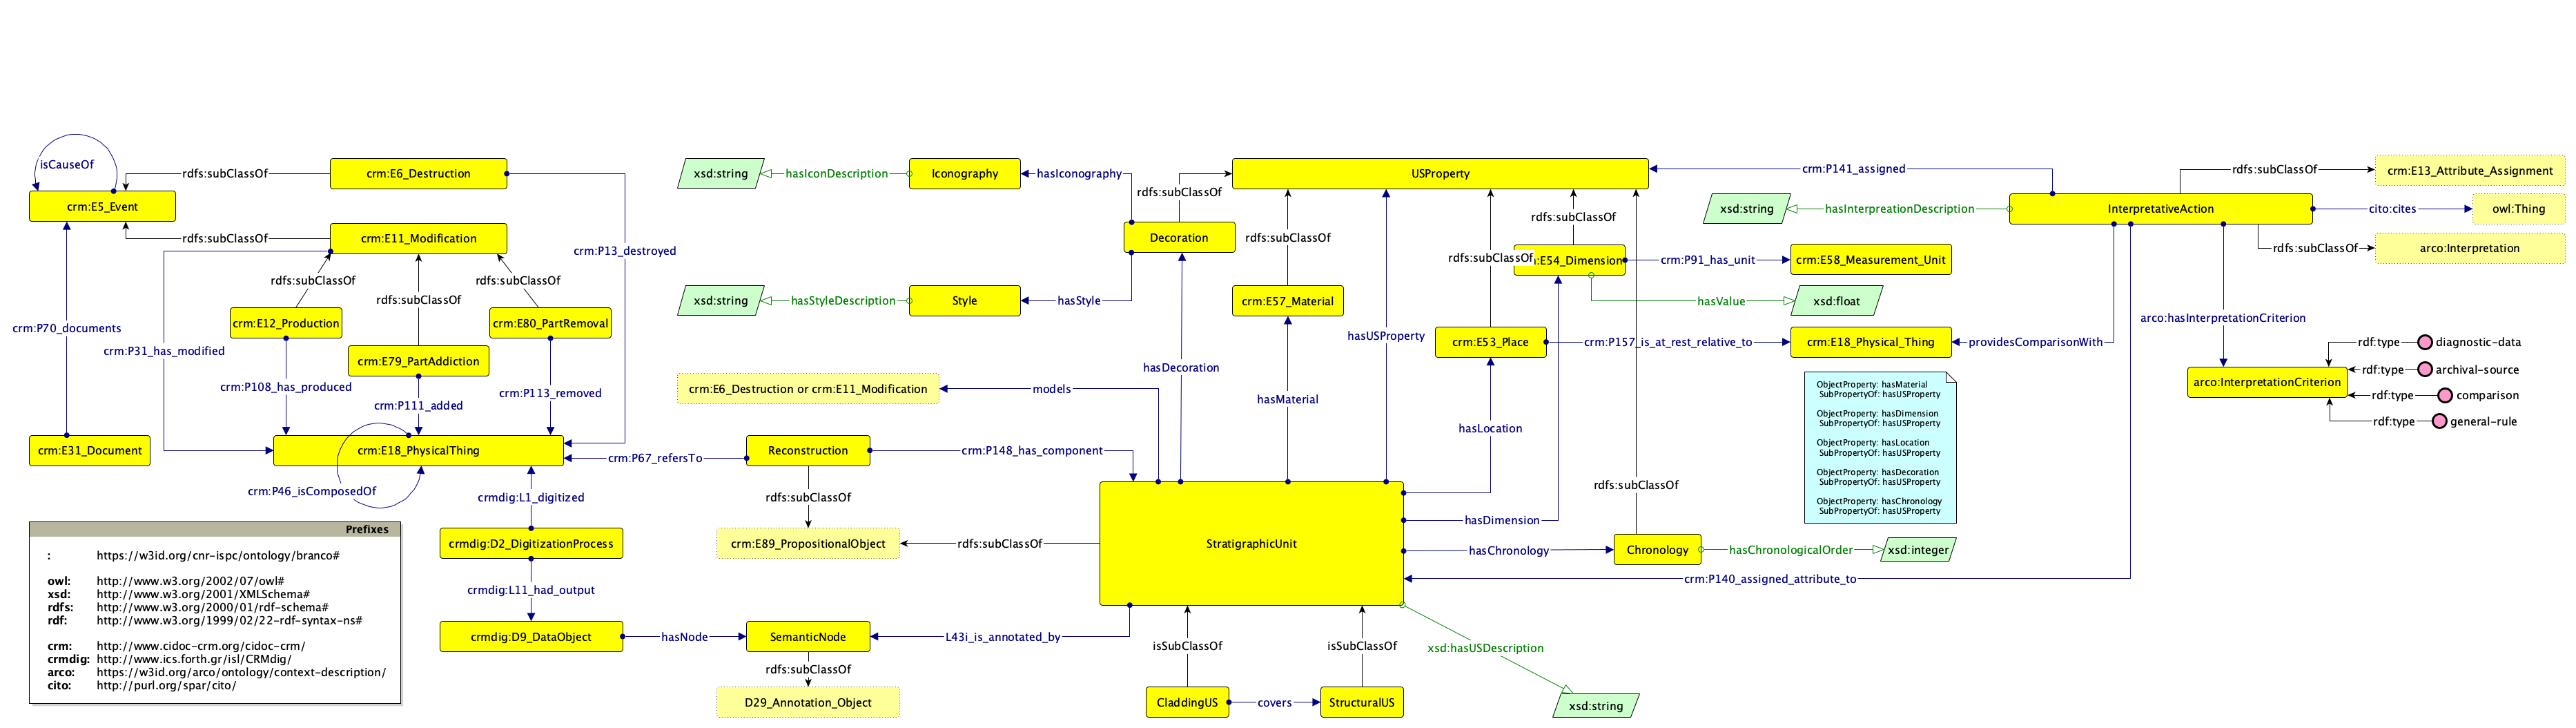 isCauseOf
rdfs:subClassOf
crm:E6_Destruction
crm:E5_Event
rdfs:subClassOf
crm:E11_Modification
crm:P13_destroyed
rdfs:subClassOf
rdfs:subClassOf
rdfs:subClassOf
crm:E12_Production
crm:E80_PartRemoval
crm:P70_documents
crm:P31_has_modified
crm:E79_PartAddiction
crm:P108_has_produced
crm:P111_added
crm:P113_removed
crm:E31_Document
crm:E18_PhysicalThing
crm:P46_isComposedOf
crm:P67_refersTo
crmdig:L1_digitized
crmdig:D2_DigitizationProcess
crmdig:L11_had_output
crmdig:D9_DataObject
hasNode
SemanticNode
L43i_is_annotated_by
rdfs:subClassOf
D29_Annotation_Object
Prefixes
: https://w3id.org/cnr-ispc/ontology/branco#
owl: http://www.w3.org/2002/07/owl#
xsd: http://www.w3.org/2001/XMLSchema#
rdfs: http://www.w3.org/2000/01/rdf-schema#
rdf: http://www.w3.org/1999/02/22-rdf-syntax-ns#
crm: http://www.cidoc-crm.org/cidoc-crm/
crmdig: http://www.ics.forth.gr/isl/CRMdig/
arco: https://w3id.org/arco/ontology/context-description/
cito: http://purl.org/spar/cito/
xsd:string
hasIconDescription
Iconography
hasIconography
rdfs:subClassOf
USProperty
Decoration
xsd:string
hasStyleDescription
Style
hasStyle
rdfs:subClassOf
crm:E57_Material
hasDecoration
hasMaterial
hasUSProperty
crm:E6_Destruction or crm:E11_Modification
models
Reconstruction
crm:P148_has_component
rdfs:subClassOf
crm:E89_PropositionalObject
rdfs:subClassOf
StratigraphicUnit
isSubClassOf
isSubClassOf
CladdingUS
covers
StructuralUS
xsd:hasUSDescription
xsd:string
rdfs:subClassOf
rdfs:subClassOf
:E54_Dimension
crm:P91_has_unit
crm:E58_Measurement_Unit
hasValue
xsd:float
crm:E53_Place
crm:P157_is_at_rest_relative_to
crm:E18_Physical_Thing
providesComparisonWith
hasLocation
rdfs:subClassOf
hasDimension
hasChronology
Chronology
hasChronologicalOrder
xsd:integer
crm:P140_assigned_attribute_to
ObjectProperty: hasMaterial
SubPropertyOf: hasUSProperty
ObjectProperty: hasDimension
SubPropertyOf: hasUSProperty
ObjectProperty: hasLocation
SubPropertyOf: hasUSProperty
ObjectProperty: hasDecoration
SubPropertyOf: hasUSProperty
ObjectProperty: hasChronology
SubPropertyOf: hasUSProperty
crm:P141_assigned
xsd:string
hasInterpreationDescription
InterpretativeAction
rdfs:subClassOf
crm:E13_Attribute_Assignment
cito:cites
owl:Thing
rdfs:subClassOf
arco:Interpretation
arco:hasInterpretationCriterion
arco:InterpretationCriterion
rdf:type
diagnostic-data
rdf:type
archival-source
rdf:type
comparison
rdf:type
general-rule